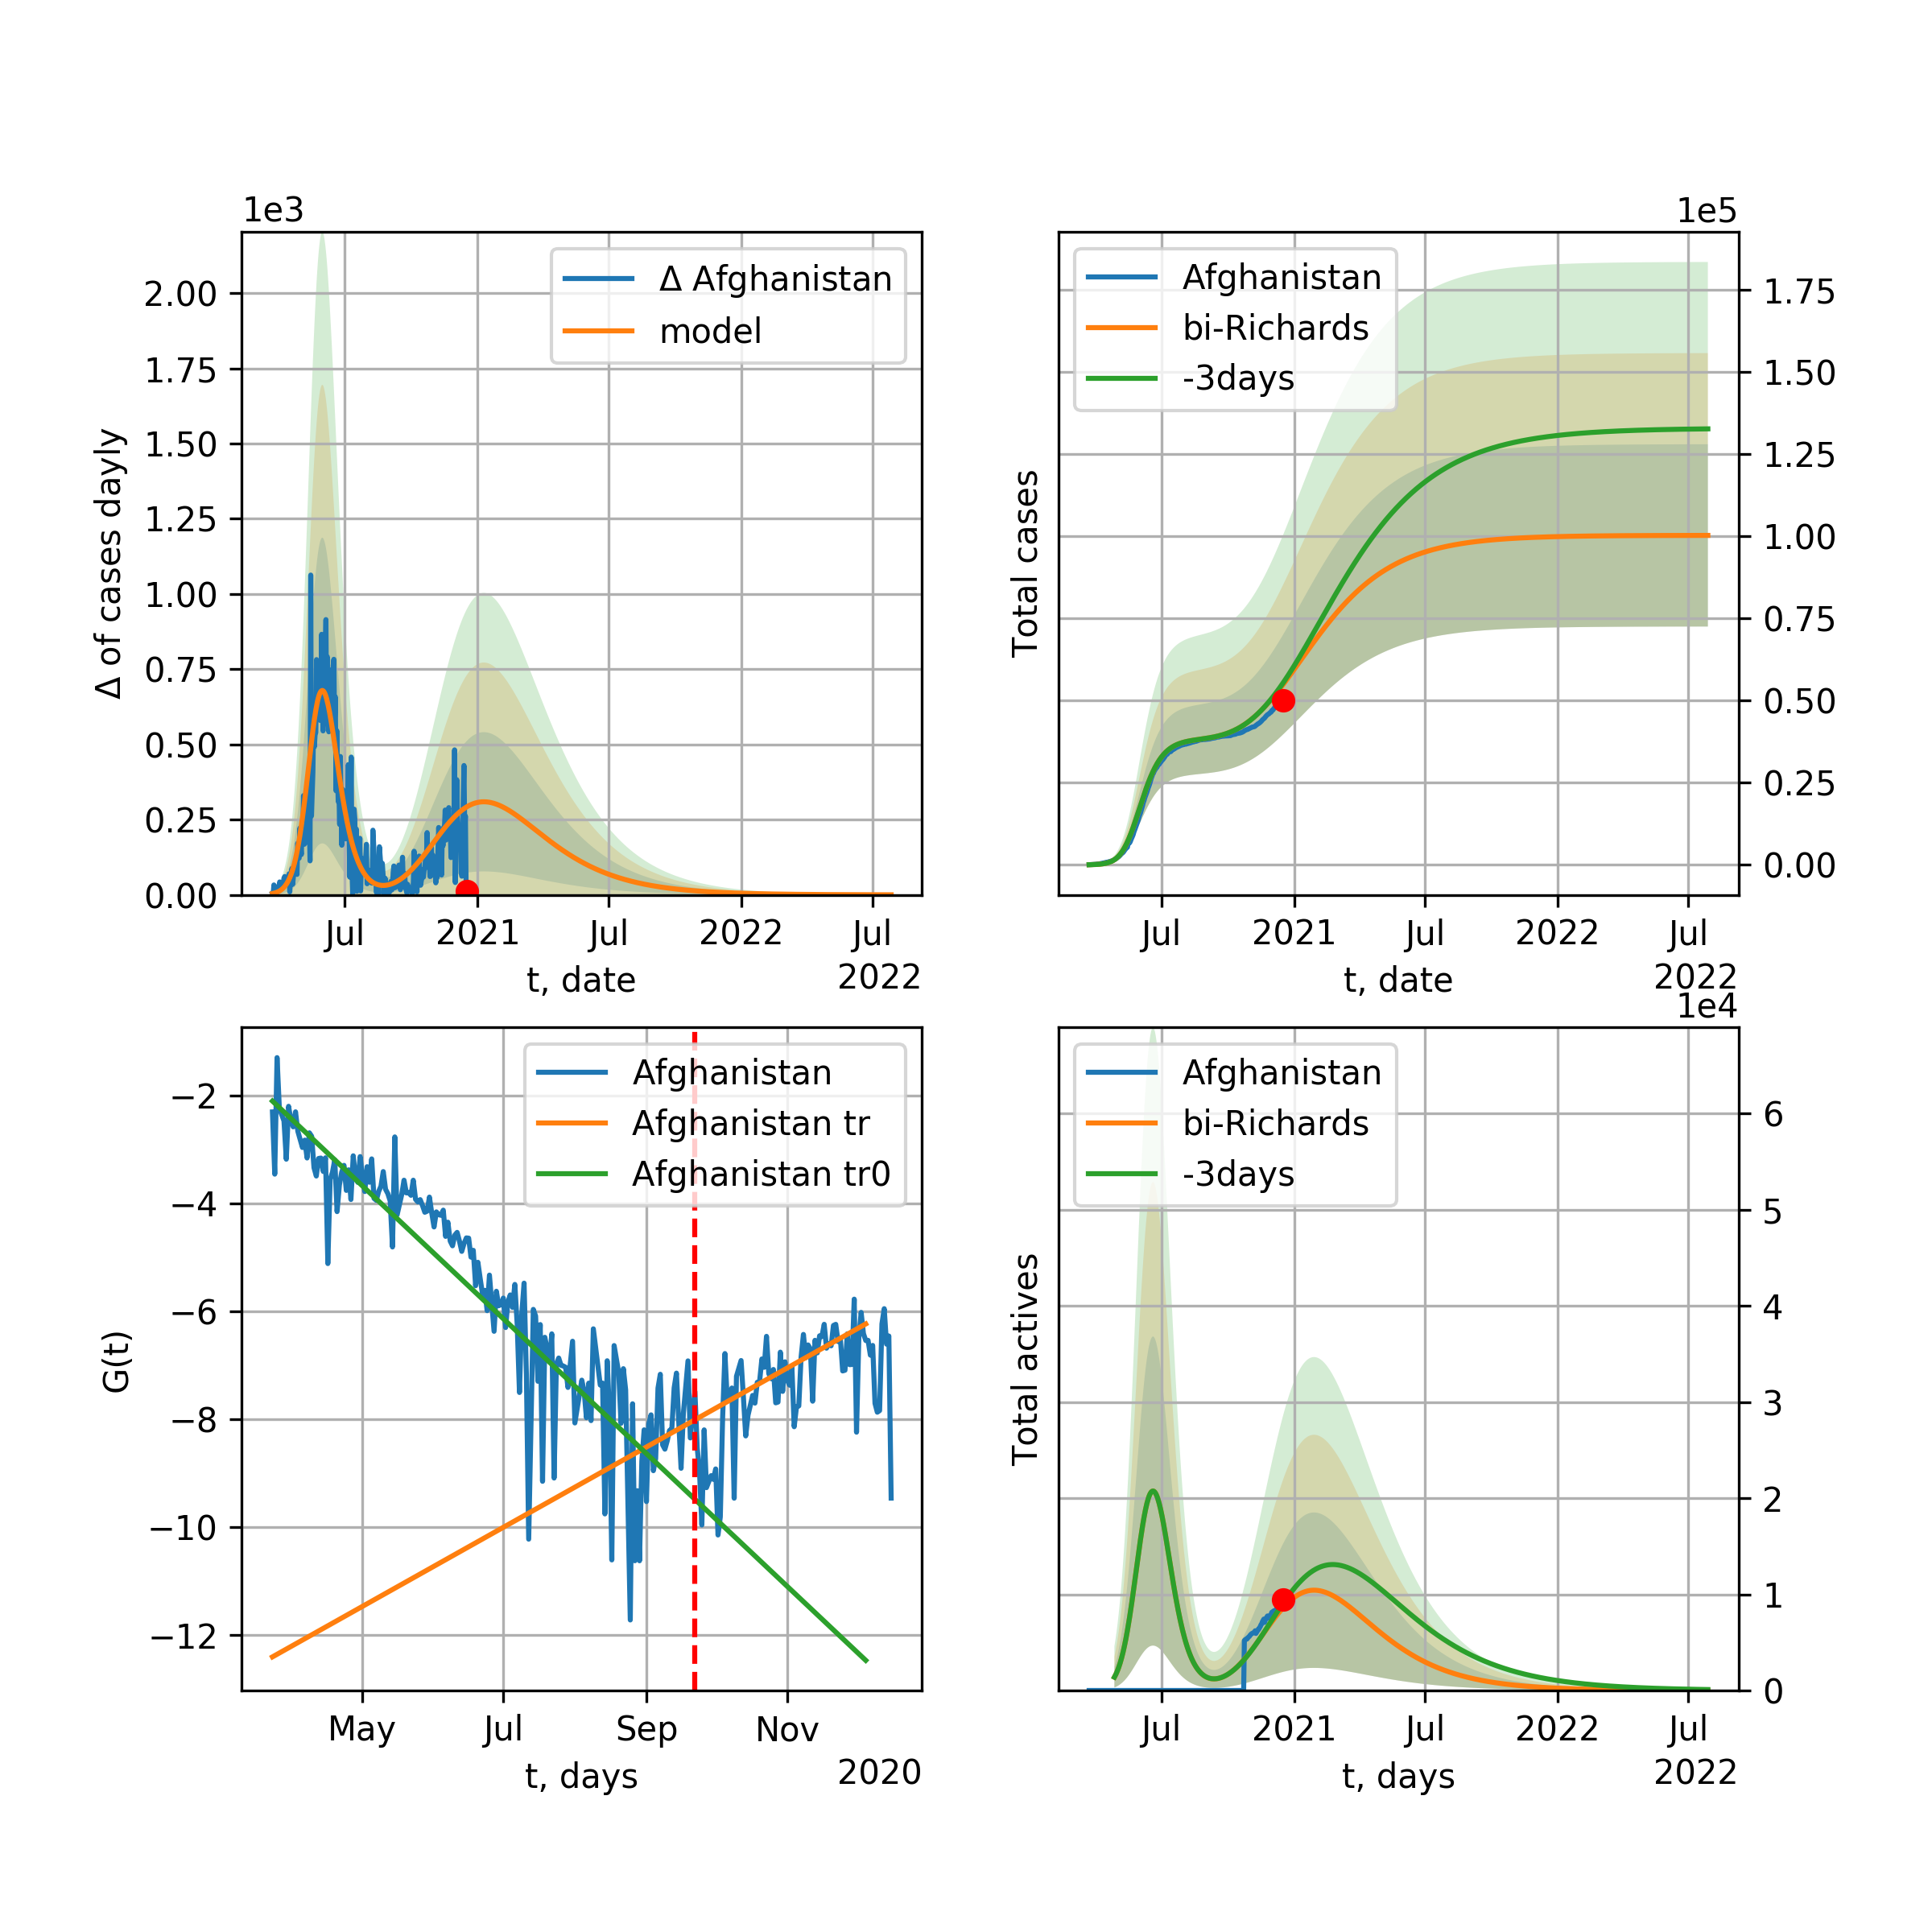 1e3
Δ of cases dayly
2.00
1.75
1.50
1.25
1.00
0.75
0.50
0.25
0.00
Δ Afghanistan
model
Jul
2021
Jul
2022
Jul
t, date
2022
1e5
Total cases
Afghanistan
bi-Richards
-3days
1.75
1.50
1.25
1.00
0.75
0.50
0.25
0.00
Jul
2021
Jul
2022
Jul
t, date
2022
G(t)
−2
−4
−6
−8
−10
−12
Afghanistan
Afghanistan tr
Afghanistan tr0
May
Jul
Sep
Nov
t, days
2020
1e4
Total actives
Afghanistan
bi-Richards
-3days
6
5
4
3
2
1
0
Jul
2021
Jul
2022
Jul
t, days
2022